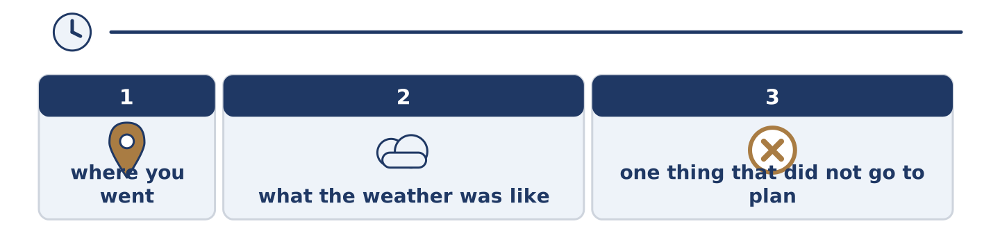 1
where you
went
2
what the weather was like
3
one thing that did not go to
plan